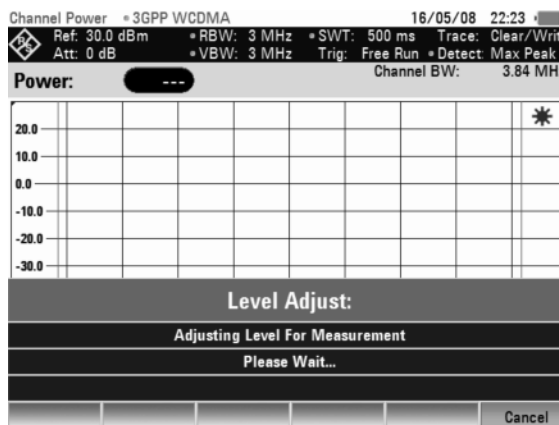 Channel Power • 3GPP WCDMA 16/05/08 22:23
Ref: 30.0 dBm • RBW: 3 MHz • SWT: 500 ms Trace: Clear/Writ
Att: 0 dB • VBW: 3 MHz Trig: Free Run • Detect: Max Peak
Power: --- Channel BW: 3.84 MH
20.0
10.0
0.0
-10.0
-20.0
-30.0
Level Adjust:
Adjusting Level For Measurement
Please Wait...
Cancel